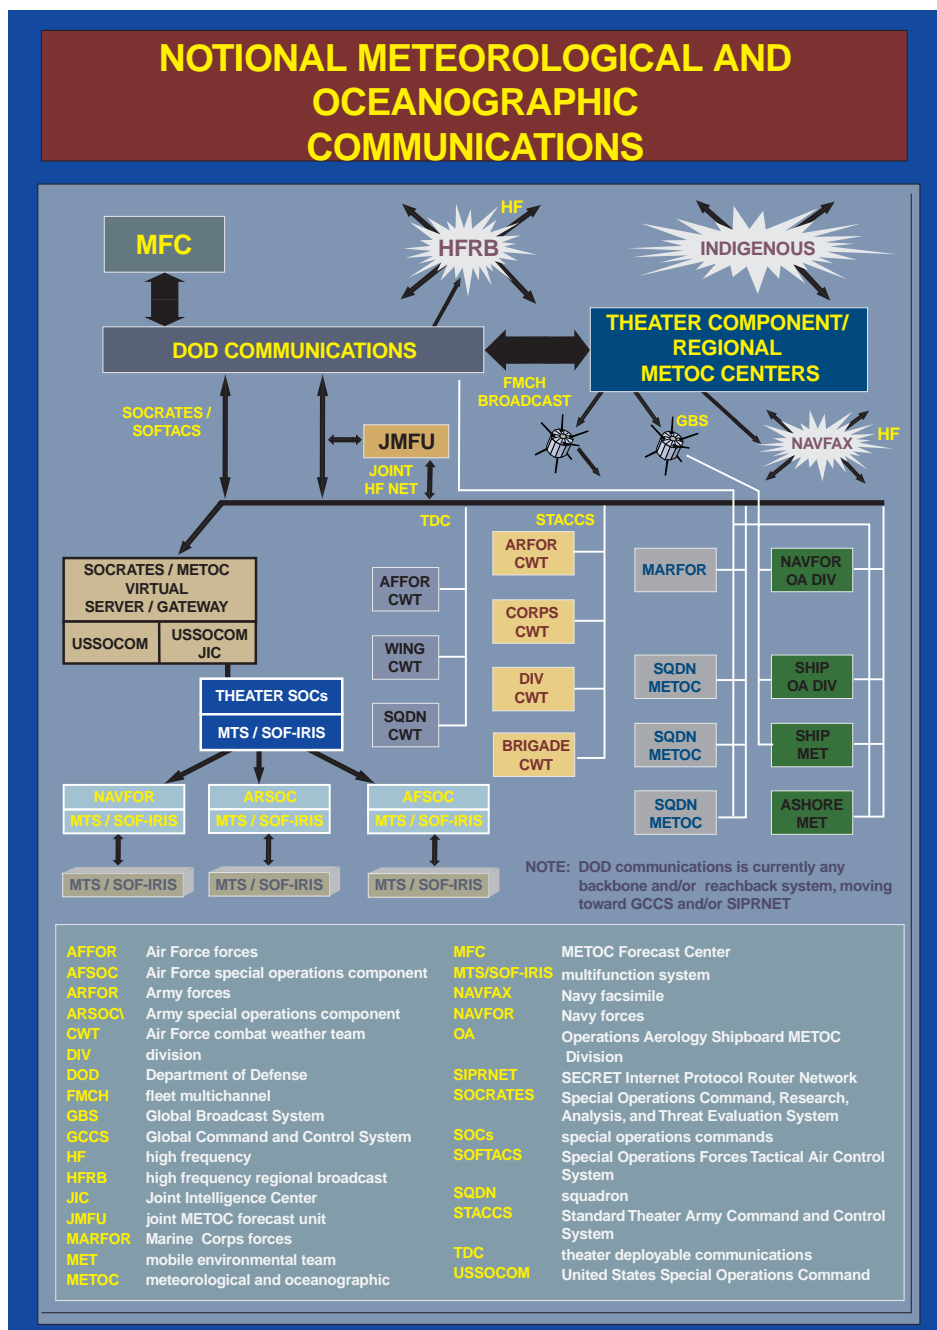 NOTIONAL METEOROLOGICAL AND
OCEANOGRAPHIC
COMMUNICATIONS
MFC
HF
HFRB
INDIGENOUS
DOD COMMUNICATIONS
THEATER COMPONENT/
REGIONAL
METOC CENTERS
FMCH
BROADCAST
SOCRATES /
SOFTACS
JMFU
GBS
NAVFAX
HF
JOINT
HF NET
TDC
STACCS
SOCRATES / METOC
VIRTUAL
SERVER / GATEWAY
USSOCOM
USSOCOM
JIC
THEATER SOCs
MTS / SOF-IRIS
AFFOR
CWT
WING
CWT
SQDN
CWT
ARFOR
CWT
CORPS
CWT
DIV
CWT
BRIGADE
CWT
MARFOR
SQDN
METOC
SQDN
METOC
SQDN
METOC
NAVFOR
OA DIV
SHIP
OA DIV
SHIP
MET
ASHORE
MET
NAVFOR
MTS / SOF-IRIS
ARSOC
MTS / SOF-IRIS
AFSOC
MTS / SOF-IRIS
MTS / SOF-IRIS
MTS / SOF-IRIS
MTS / SOF-IRIS
NOTE: DOD communications is currently any
backbone and/or reachback system, moving
toward GCCS and/or SIPRNET
AFFOR Air Force forces
AFSOC Air Force special operations component
ARFOR Army forces
ARSOC\ Army special operations component
CWT Air Force combat weather team
DIV division
DOD Department of Defense
FMCH fleet multichannel
GBS Global Broadcast System
GCCS Global Command and Control System
HF high frequency
HFRB high frequency regional broadcast
JIC Joint Intelligence Center
JMFU joint METOC forecast unit
MARFOR Marine Corps forces
MET mobile environmental team
METOC meteorological and oceanographic
MFC METOC Forecast Center
MTS/SOF-IRIS multifunction system
NAVFAX Navy facsimile
NAVFOR Navy forces
OA Operations Aerology Shipboard METOC
Division
SIPRNET SECRET Internet Protocol Router Network
SOCRATES Special Operations Command, Research,
Analysis, and Threat Evaluation System
SOCs special operations commands
SOFTACS Special Operations Forces Tactical Air Control
System
SQDN squadron
STACCS Standard Theater Army Command and Control
System
TDC theater deployable communications
USSOCOM United States Special Operations Command